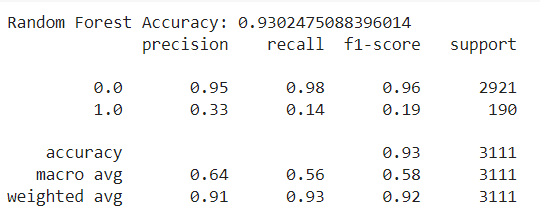 Random Forest Accuracy: 0.9302475088396014
precision recall f1-score support
0.0 0.95 0.98 0.96 2921
1.0 0.33 0.14 0.19 190
accuracy 0.93 3111
macro avg 0.64 0.56 0.58 3111
weighted avg 0.91 0.93 0.92 3111